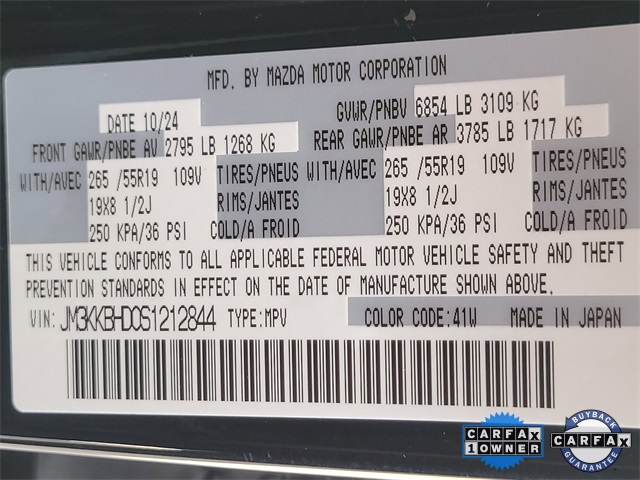 MFD. BY MAZDA MOTOR CORPORATION
DATE 10/24 GVWR/PNBV 6854 LB 3109 KG
FRONT GAWR/PNBE AV 2795 LB 1268 KG REAR GAWR/PNBE AR 3785 LB 1717 KG
WITH/AVEC 265 /55R19 109V TIRES/PNEUS WITH/AVEC 265 /55R19 109V TIRES/PNEUS
19X8 1/2J RIMS/JANTES 19X8 1/2J RIMS/JANTES
250 KPA/36 PSI COLD/A FROID 250 KPA/36 PSI COLD/A FROID
THIS VEHICLE CONFORMS TO ALL APPLICABLE FEDERAL MOTOR VEHICLE SAFETY AND THEFT
PREVENTION STANDARDS IN EFFECT ON THE DATE OF MANUFACTURE SHOWN ABOVE.
VIN: JM3KKBHD0S1212844 TYPE:MPV COLOR CODE:41W MADE IN JAPAN
CARFAX
1 OWNER
BUYBACK
CARFAX
GUARANTEE